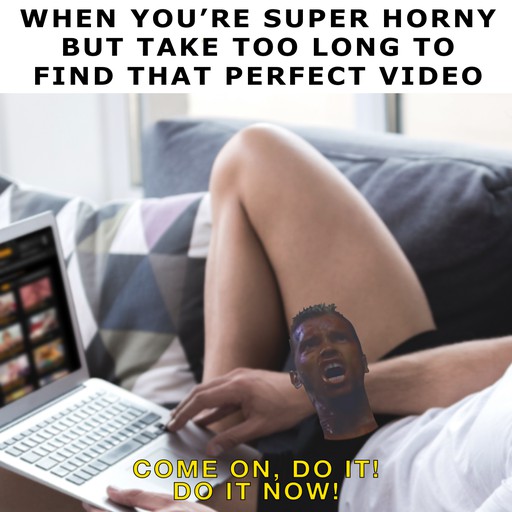 WHEN YOU'RE SUPER HORNY
BUT TAKE TOO LONG TO
FIND THAT PERFECT VIDEO
COME ON, DO IT!
DO IT NOW!